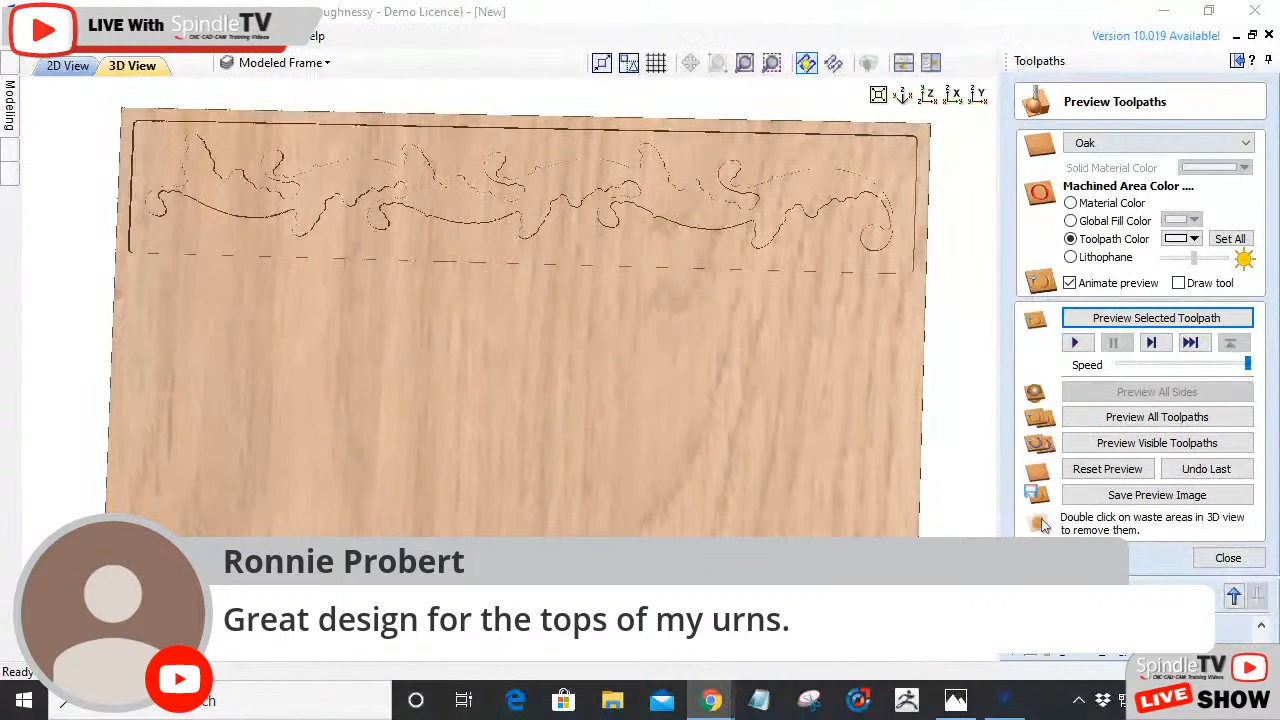 LIVE With SpindleTV
CNC-CAD-CAM Training Videos
ughnessy - Demo Licence) - [New]
lp
Version 10.019 Available!
2D View
3D View
Modeled Frame
Z
X
Y
Modeling
Toolpaths
?
Preview Toolpaths
Oak
Solid Material Color
Machined Area Color ....
Material Color
Global Fill Color
Toolpath Color
Set All
Lithophane
Animate preview
Draw tool
Preview Selected Toolpath
Speed
Preview All Sides
Preview All Toolpaths
Preview Visible Toolpaths
Reset Preview
Undo Last
Save Preview Image
Double click on waste areas in 3D view
to remove them.
Close
Ronnie Probert
Great design for the tops of my urns.
Ready
ch
SpindleTV
LIVE SHOW